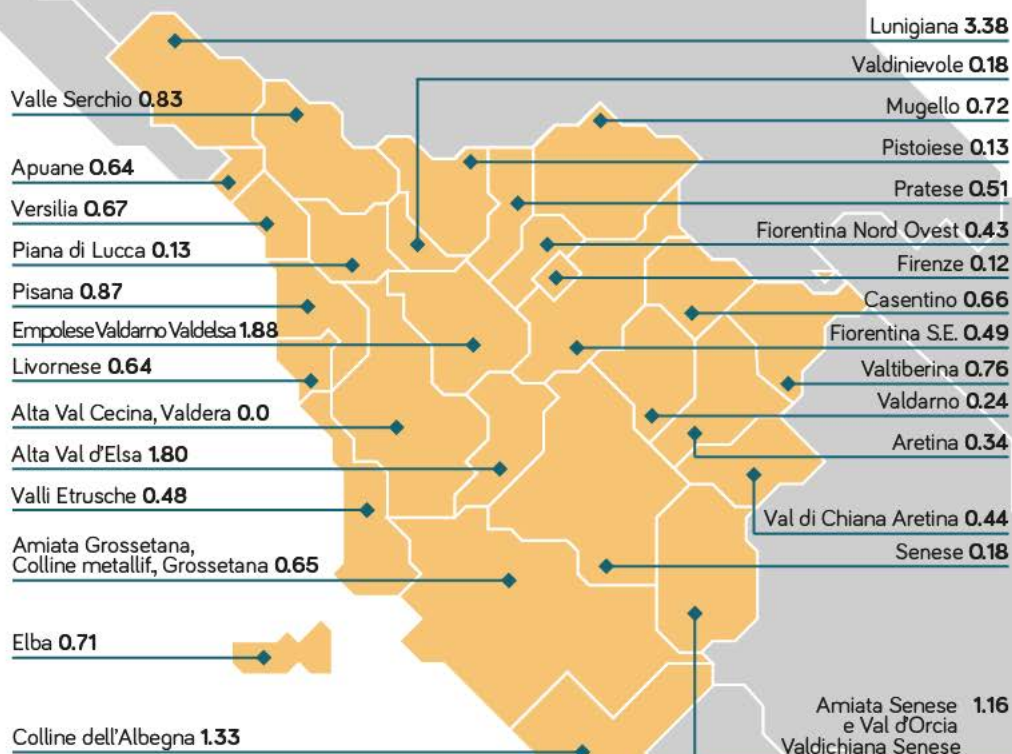 Lunigiana 3.38
Valdinievole 0.18
Valle Serchio 0.83
Mugello 0.72
Pistoiese 0.13
Apuane 0.64
Pratese 0.51
Versilia 0.67
Fiorentina Nord Ovest 0.43
Piana di Lucca 0.13
Firenze 0.12
Pisana 0.87
Casentino 0.66
Empolese Valdarno Valdelsa 1.88
Fiorentina S.E. 0.49
Livornese 0.64
Valtiberina 0.76
Valdarno 0.24
Alta Val Cecina, Valdera 0.0
Aretina 0.34
Alta Val d'Elsa 1.80
Valli Etrusche 0.48
Val di Chiana Aretina 0.44
Amiata Grossetana,
Colline metallif., Grossetana 0.65
Senese 0.18
Elba 0.71
Amiata Senese 1.16
e Val d'Orcia
Colline dell'Albegna 1.33
Valdichiana Senese